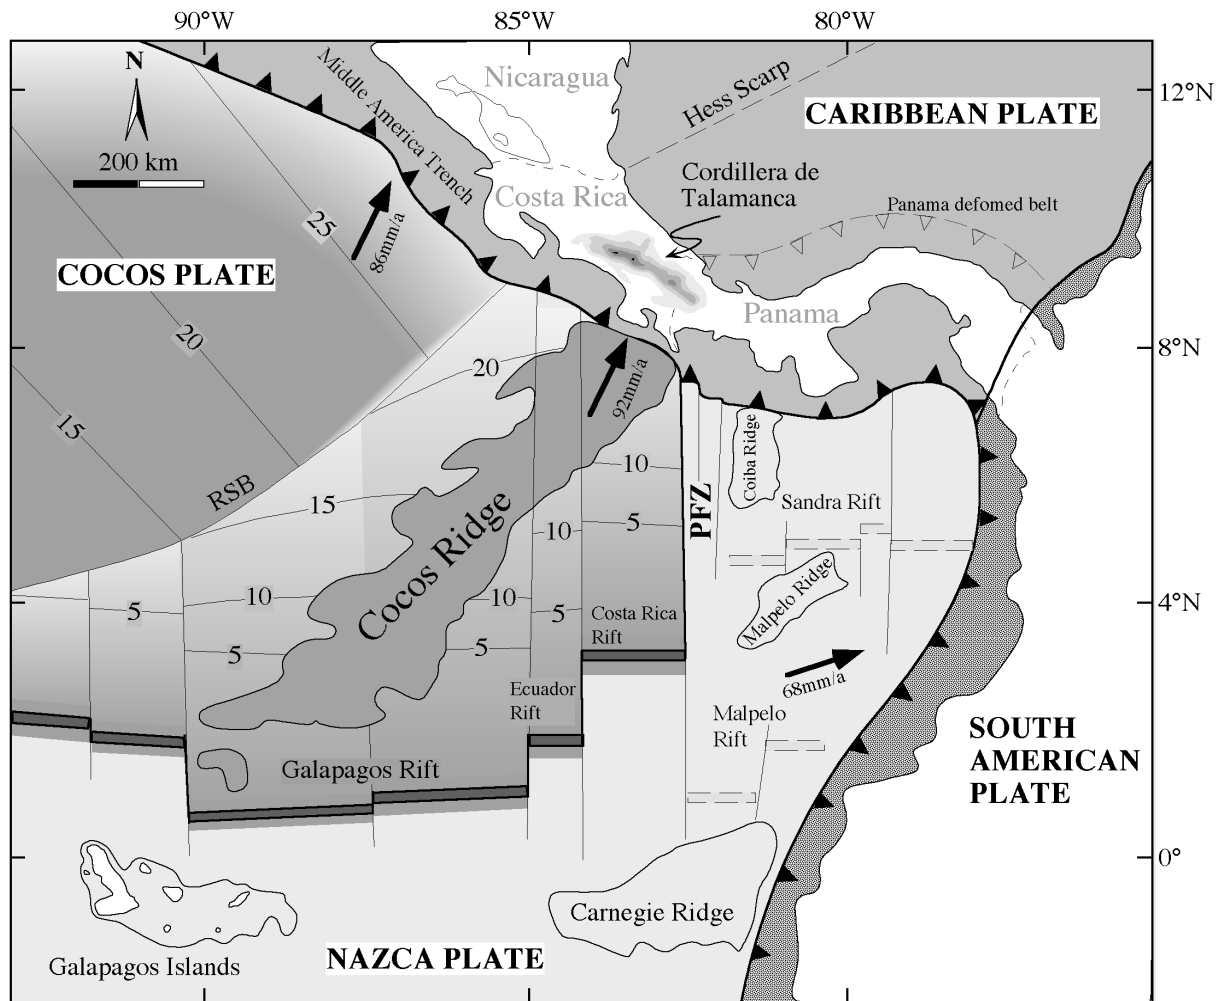 90°W
85°W
80°W
N
200 km
Middle America Trench
Nicaragua
Hess Scarp
CARIBBEAN PLATE
12°N
Cordillera de
Talamanca
Costa Rica
Panama defomed belt
25
86mm/a
COCOS PLATE
Panama
20
8°N
20
92mm/a
15
Coiba Ridge
RSB
15
10
PFZ
Sandra Rift
5
10
Cocos Ridge
Malpelo Ridge
5
10
10
5
Costa Rica
Rift
4°N
5
5
68mm/a
Ecuador
Rift
Malpelo
Rift
SOUTH
AMERICAN
PLATE
Galapagos Rift
0°
Carnegie Ridge
Galapagos Islands
NAZCA PLATE